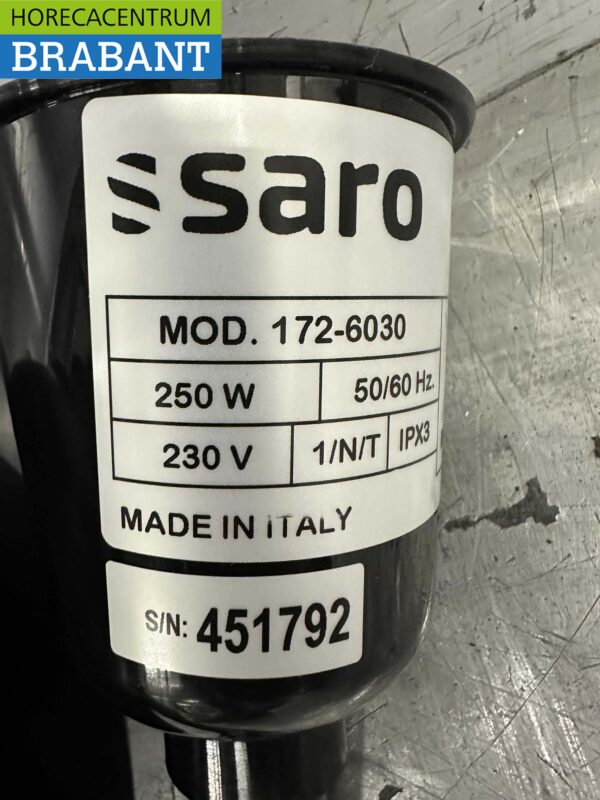 HORECACENTRUM
BRABANT
saro
MOD. 172-6030
250 W 50/60 Hz.
230 V 1/N/T IPX3
MADE IN ITALY
S/N: 451792